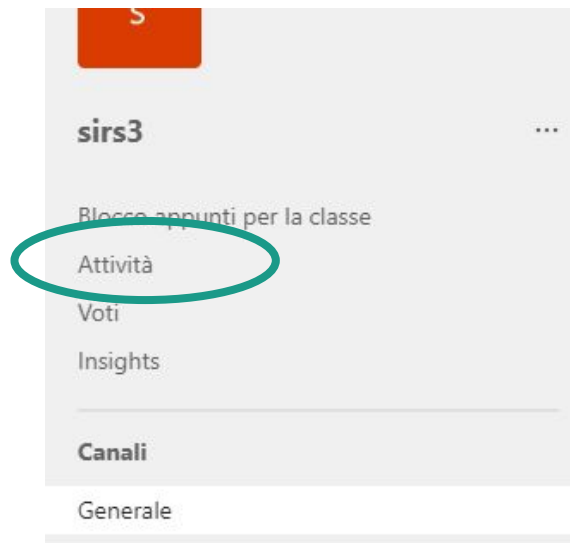 S
sirs3
...
Blocco appunti per la classe
Attività
Voti
Insights
Canali
Generale